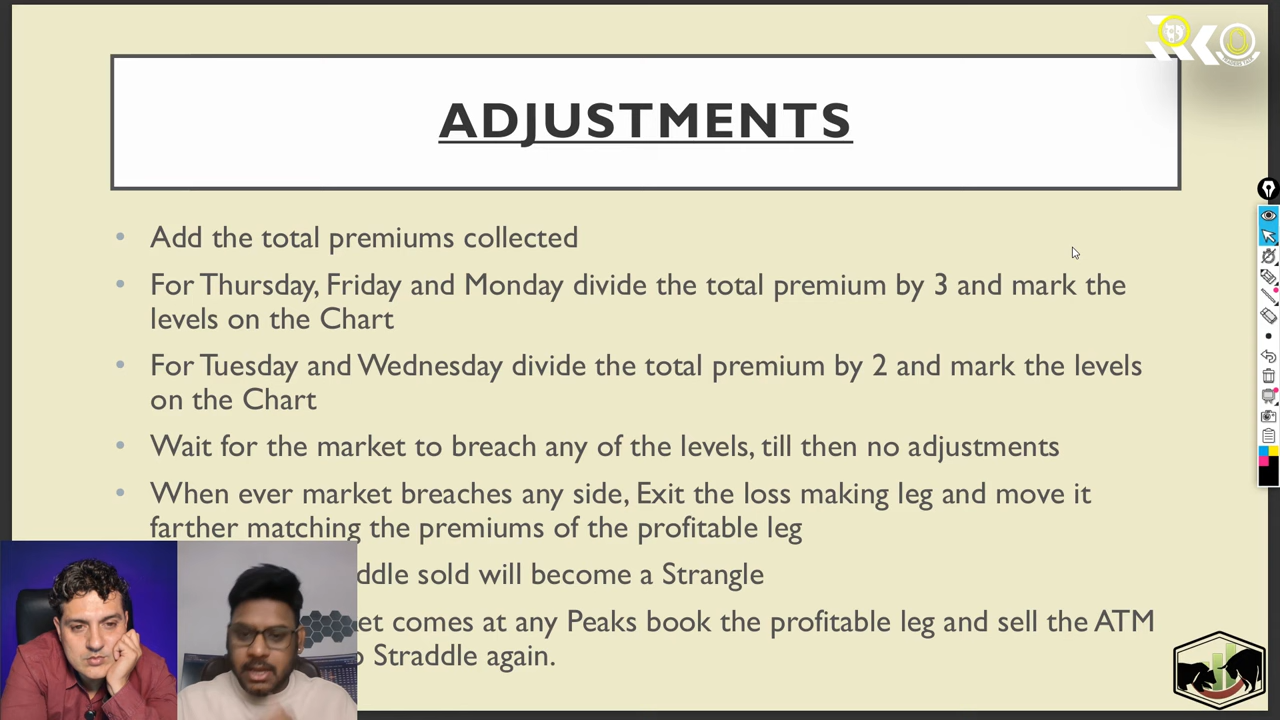 ADJUSTMENTS
Add the total premiums collected
For Thursday, Friday and Monday divide the total premium by 3 and mark the
levels on the Chart
For Tuesday and Wednesday divide the total premium by 2 and mark the levels
on the Chart
Wait for the market to breach any of the levels, till then no adjustments
When ever market breaches any side, Exit the loss making leg and move it
farther matching the premiums of the profitable leg
sold will become a Strangle
comes at any Peaks book the profitable leg and sell the ATM
Straddle again.